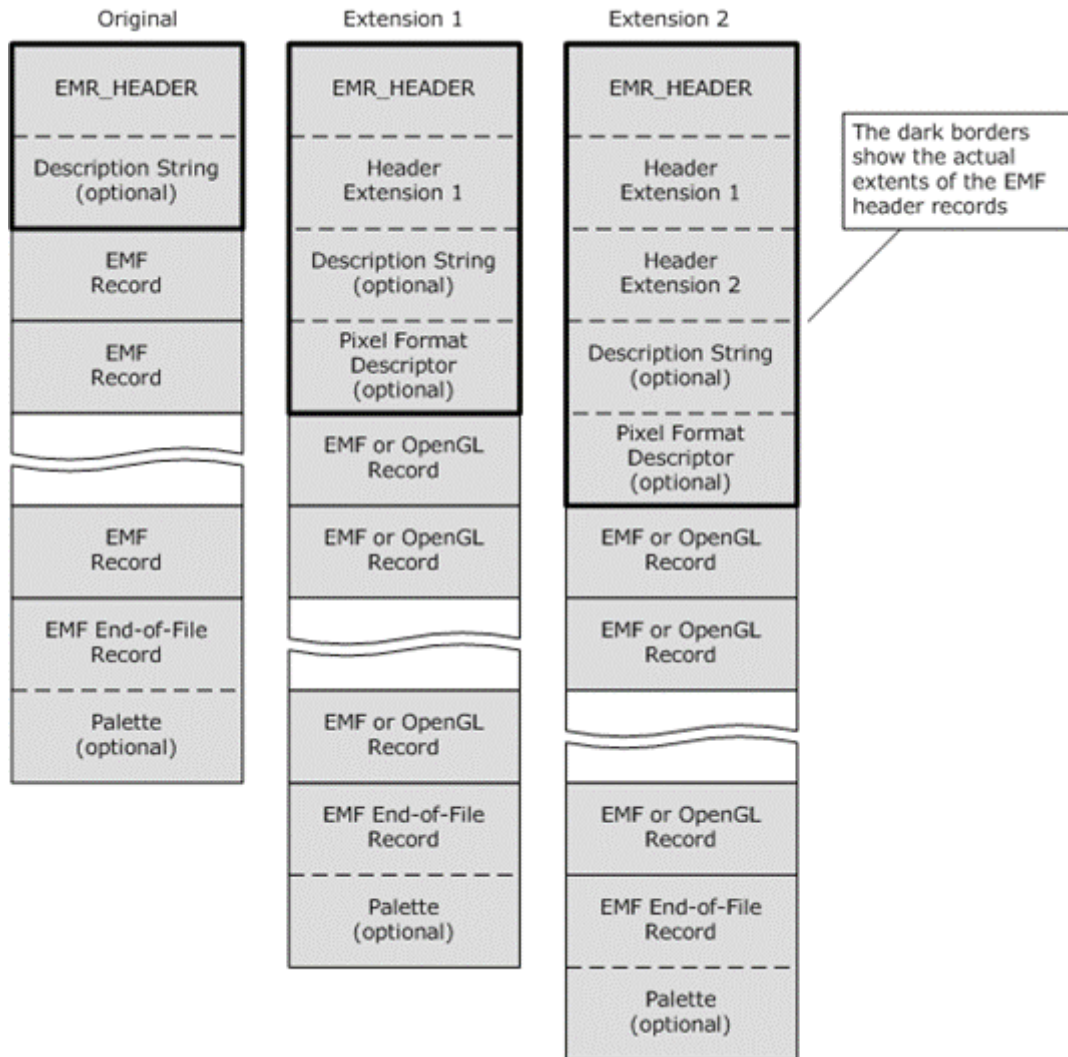 Original
EMR_HEADER
Description String
(optional)
EMF
Record
EMF
Record
EMF
Record
EMF End-of-File
Record
Palette
(optional)
Extension 1
EMR_HEADER
Header
Extension 1
Description String
(optional)
Pixel Format
Descriptor
(optional)
EMF or OpenGL
Record
EMF or OpenGL
Record
EMF or OpenGL
Record
EMF End-of-File
Record
Palette
(optional)
Extension 2
EMR_HEADER
Header
Extension 1
Header
Extension 2
Description String
(optional)
Pixel Format
Descriptor
(optional)
EMF or OpenGL
Record
EMF or OpenGL
Record
EMF or OpenGL
Record
EMF End-of-File
Record
Palette
(optional)
The dark borders
show the actual
extents of the EMF
header records